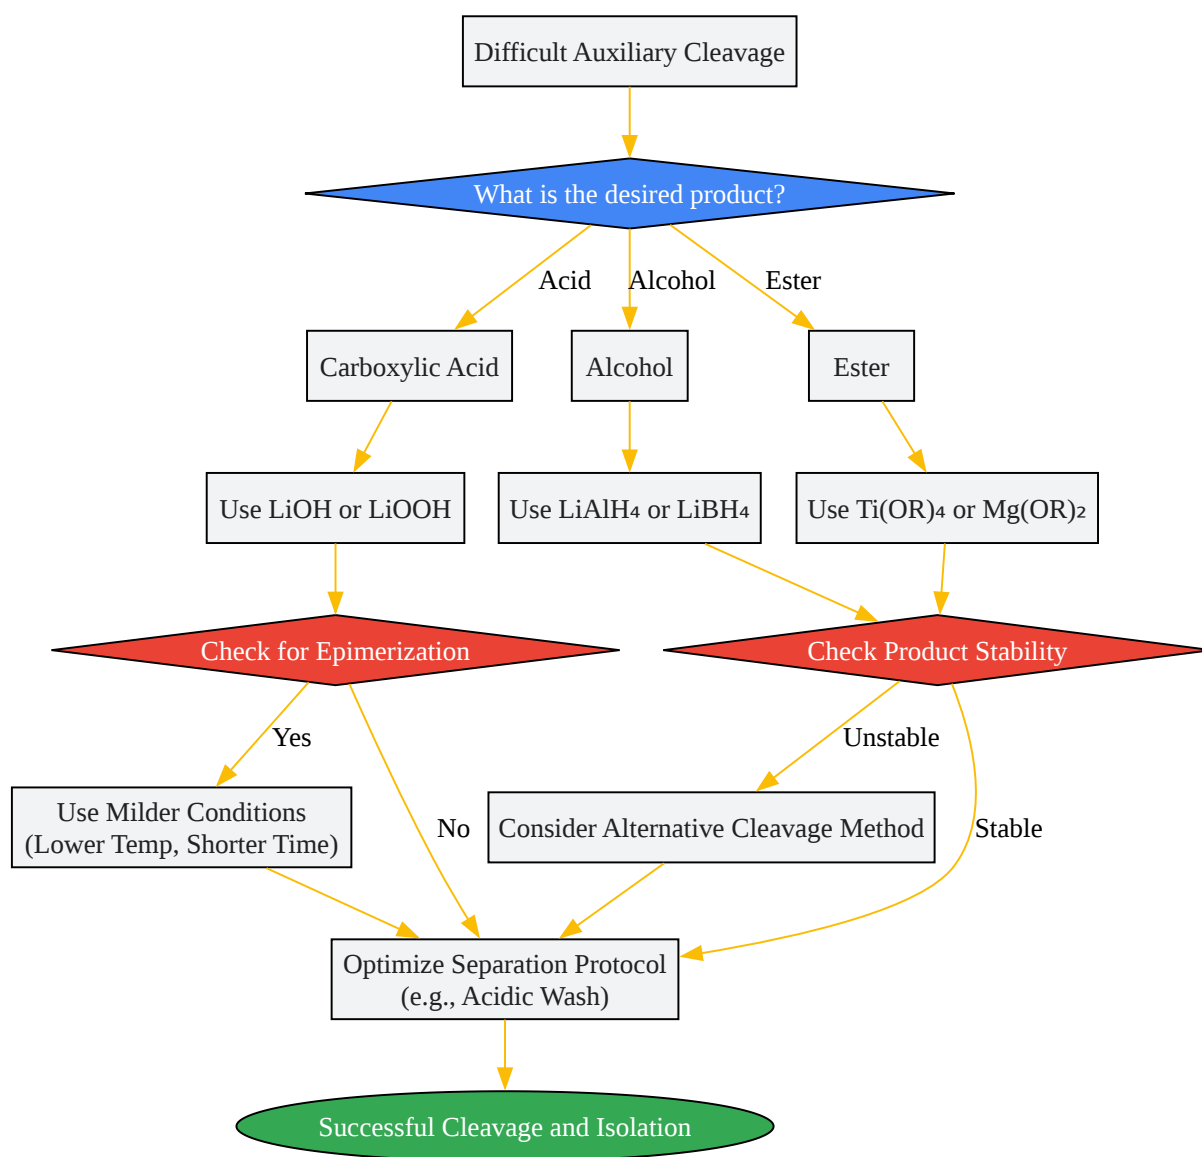 Difficult Auxiliary Cleavage
What is the desired product?
Acid
Alcohol
Ester
Carboxylic Acid
Alcohol
Ester
Use LiOH or LiOOH
Use LiAlH₄ or LiBH₄
Use Ti(OR)₄ or Mg(OR)₂
Check for Epimerization
Check Product Stability
Yes
Unstable
Use Milder Conditions
(Lower Temp, Shorter Time)
No
Consider Alternative Cleavage Method
Stable
Optimize Separation Protocol
(e.g., Acidic Wash)
Successful Cleavage and Isolation